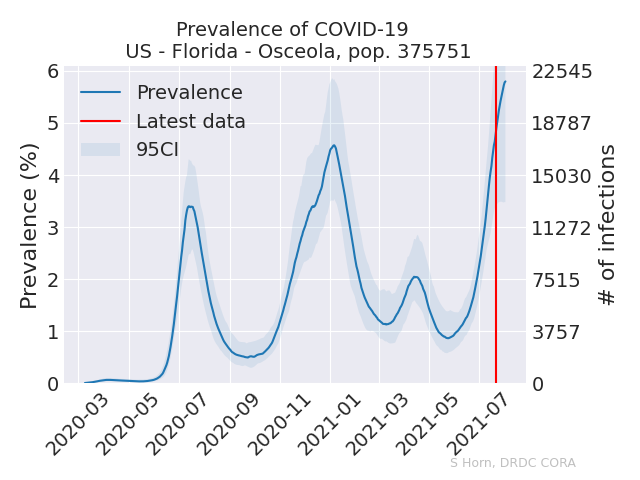 Prevalence of COVID-19
US - Florida - Osceola, pop. 375751
Prevalence
Latest data
95CI
Prevalence (%)
6
5
4
3
2
1
0
22545
18787
15030
11272
7515
3757
0
# of infections
2020-03
2020-05
2020-07
2020-09
2020-11
2021-01
2021-03
2021-05
2021-07
S Horn, DRDC CORA